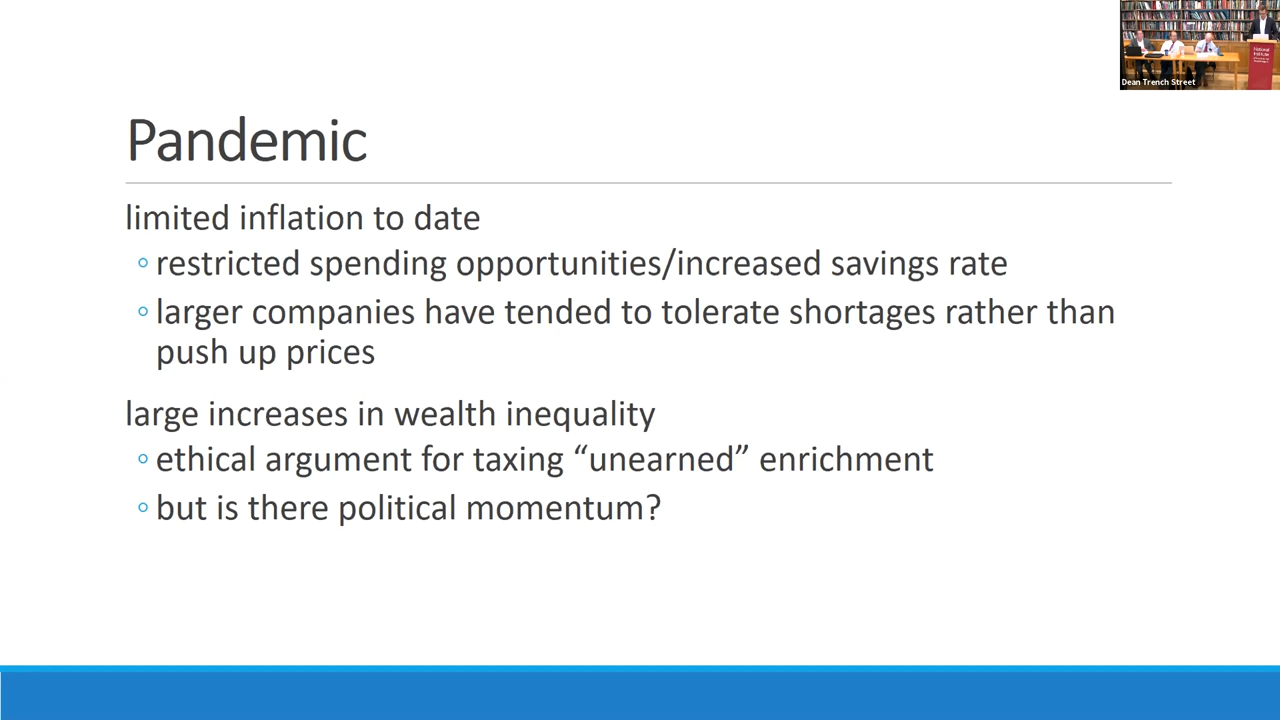 Dean Trench Street
National
Institute
Pandemic
limited inflation to date
◦ restricted spending opportunities/increased savings rate
◦ larger companies have tended to tolerate shortages rather than
push up prices
large increases in wealth inequality
◦ ethical argument for taxing “unearned” enrichment
◦ but is there political momentum?